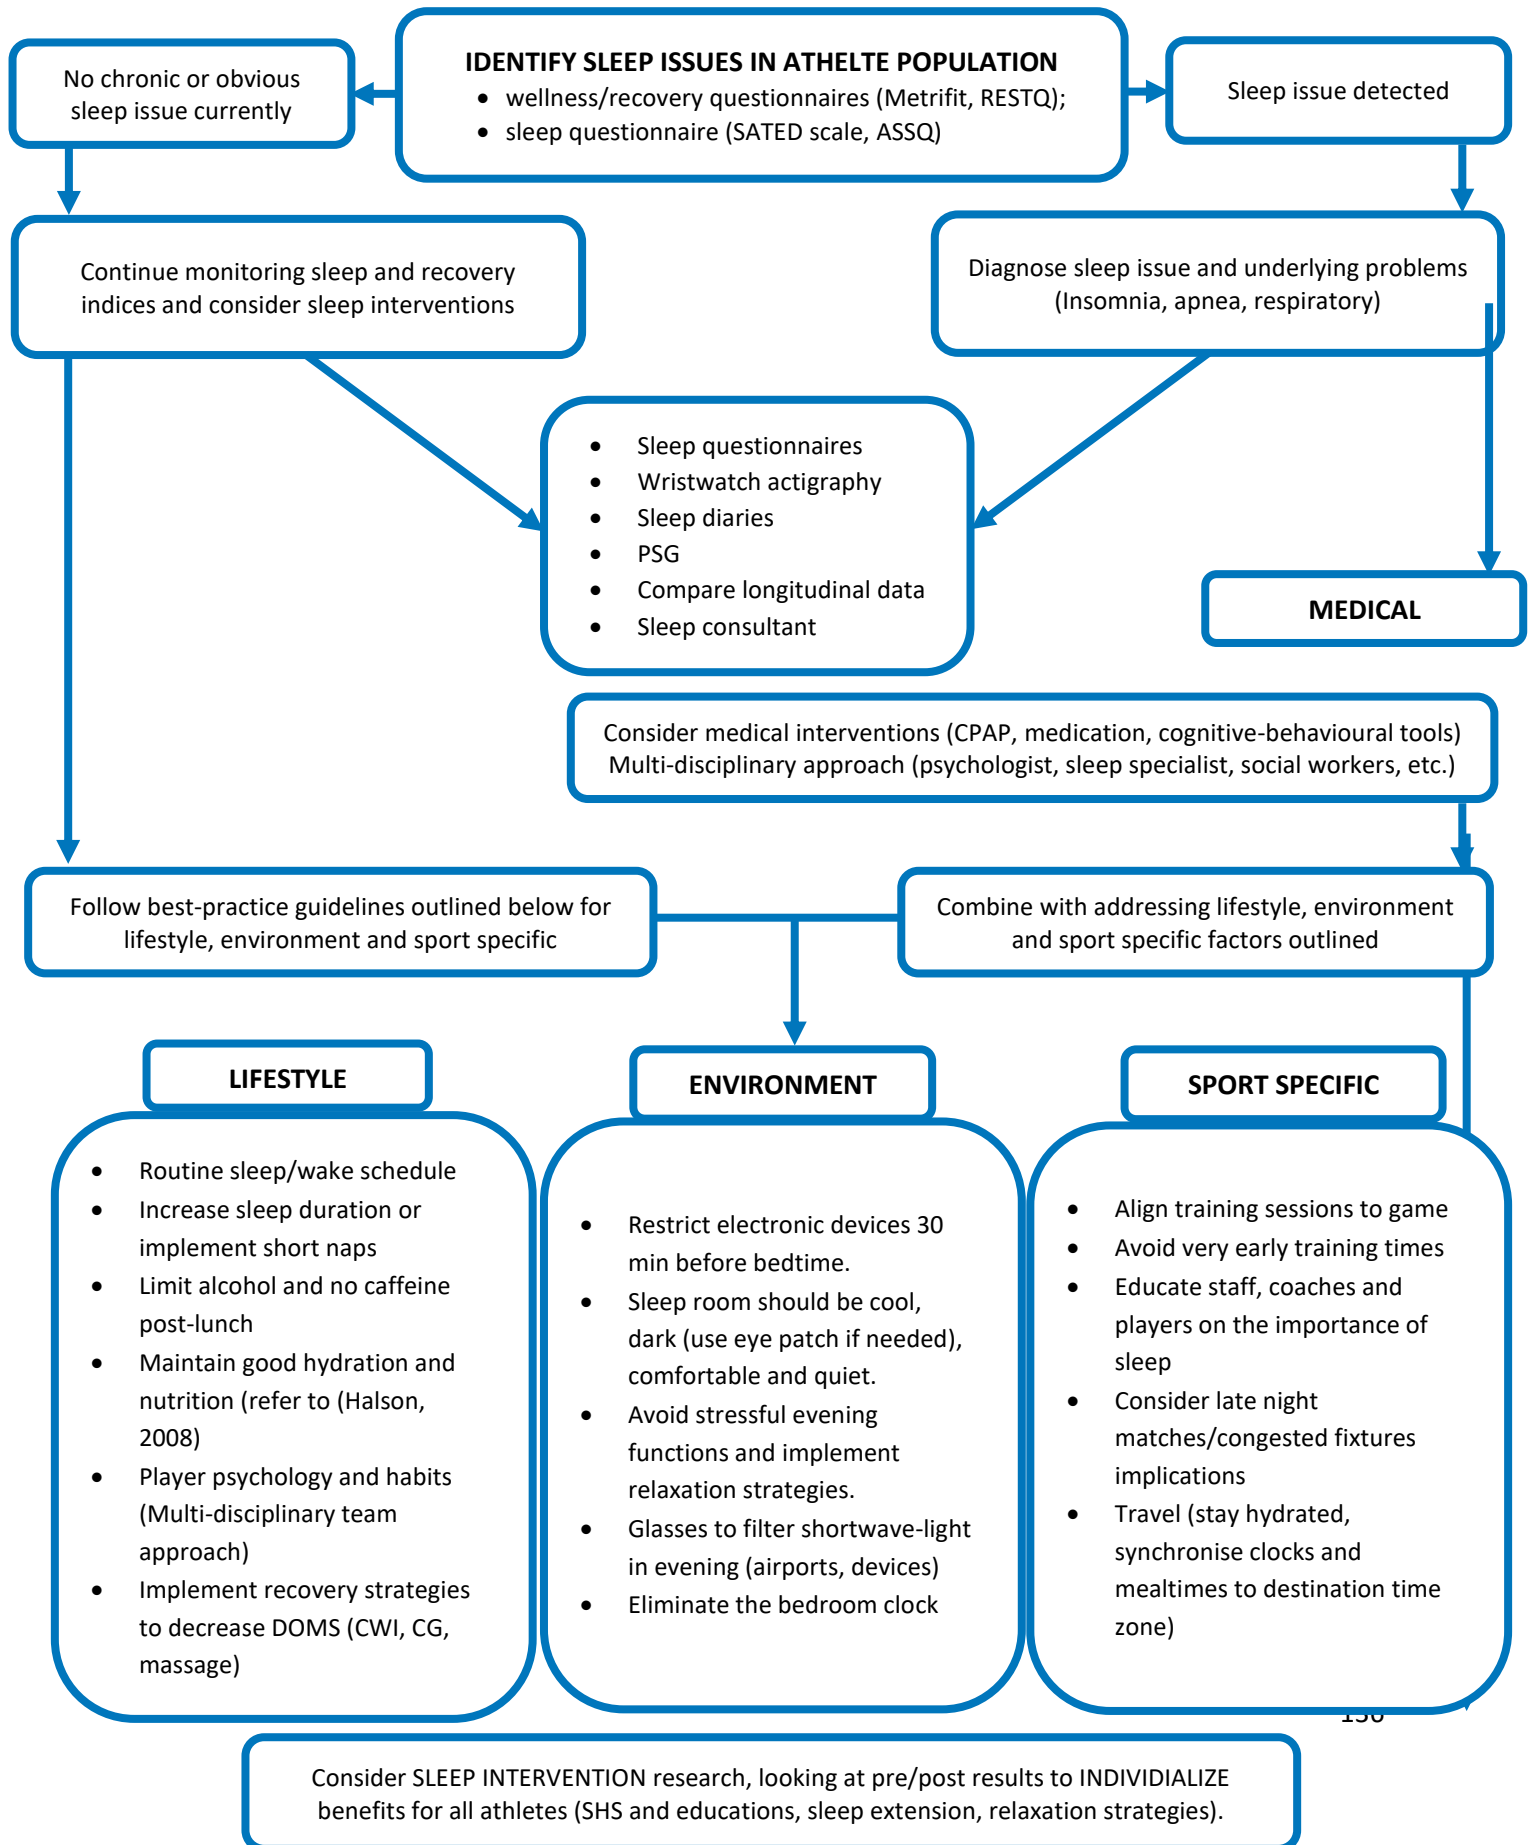 IDENTIFY SLEEP ISSUES IN ATHELTE POPULATION
• wellness/recovery questionnaires (Metrifit, RESTQ);
• sleep questionnaire (SATED scale, ASSQ)
No chronic or obvious
sleep issue currently
Sleep issue detected
Continue monitoring sleep and recovery
indices and consider sleep interventions
Diagnose sleep issue and underlying problems
(Insomnia, apnea, respiratory)
• Sleep questionnaires
• Wristwatch actigraphy
• Sleep diaries
• PSG
• Compare longitudinal data
• Sleep consultant
MEDICAL
Consider medical interventions (CPAP, medication, cognitive-behavioural tools)
Multi-disciplinary approach (psychologist, sleep specialist, social workers, etc.)
Follow best-practice guidelines outlined below for
lifestyle, environment and sport specific
Combine with addressing lifestyle, environment
and sport specific factors outlined
LIFESTYLE
• Routine sleep/wake schedule
• Increase sleep duration or
implement short naps
• Limit alcohol and no caffeine
post-lunch
• Maintain good hydration and
nutrition (refer to (Halson,
2008)
• Player psychology and habits
(Multi-disciplinary team
approach)
• Implement recovery strategies
to decrease DOMS (CWI, CG,
massage)
ENVIRONMENT
• Restrict electronic devices 30
min before bedtime.
• Sleep room should be cool,
dark (use eye patch if needed),
comfortable and quiet.
• Avoid stressful evening
functions and implement
relaxation strategies.
• Glasses to filter shortwave-light
in evening (airports, devices)
• Eliminate the bedroom clock
SPORT SPECIFIC
• Align training sessions to game
• Avoid very early training times
• Educate staff, coaches and
players on the importance of
sleep
• Consider late night
matches/congested fixtures
implications
• Travel (stay hydrated,
synchronise clocks and
mealtimes to destination time
zone)
Consider SLEEP INTERVENTION research, looking at pre/post results to INDIVIDIALIZE
benefits for all athletes (SHS and educations, sleep extension, relaxation strategies).